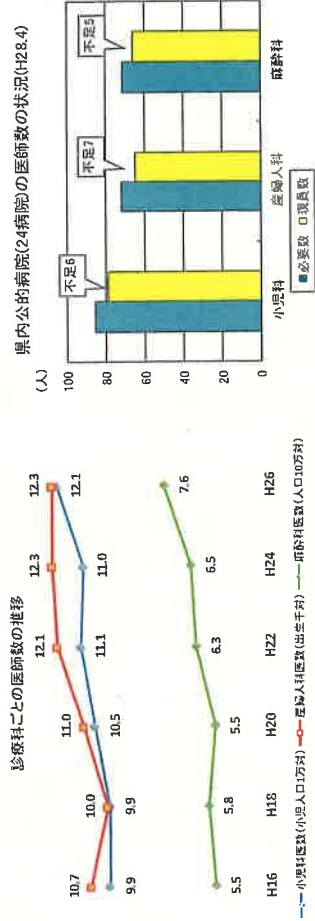 診療科ごとの医師数の推移
12.3
12.3
12.1
11.0
10.0
10.7
12.1
11.0
11.1
10.5
9.9
9.9
7.6
6.5
6.3
5.5
5.8
5.5
H16
H18
H20
H22
H24
H26
小児科医数(小児人口1万対)
産婦人科医数(出生千対)
麻酔科医数(人口10万対)
県内公的病院(24病院)の医師数の状況(H28.4)
(人)
100
80
60
40
20
0
不足6
不足7
不足5
小児科
産婦人科
麻酔科
■必要数 □現員数